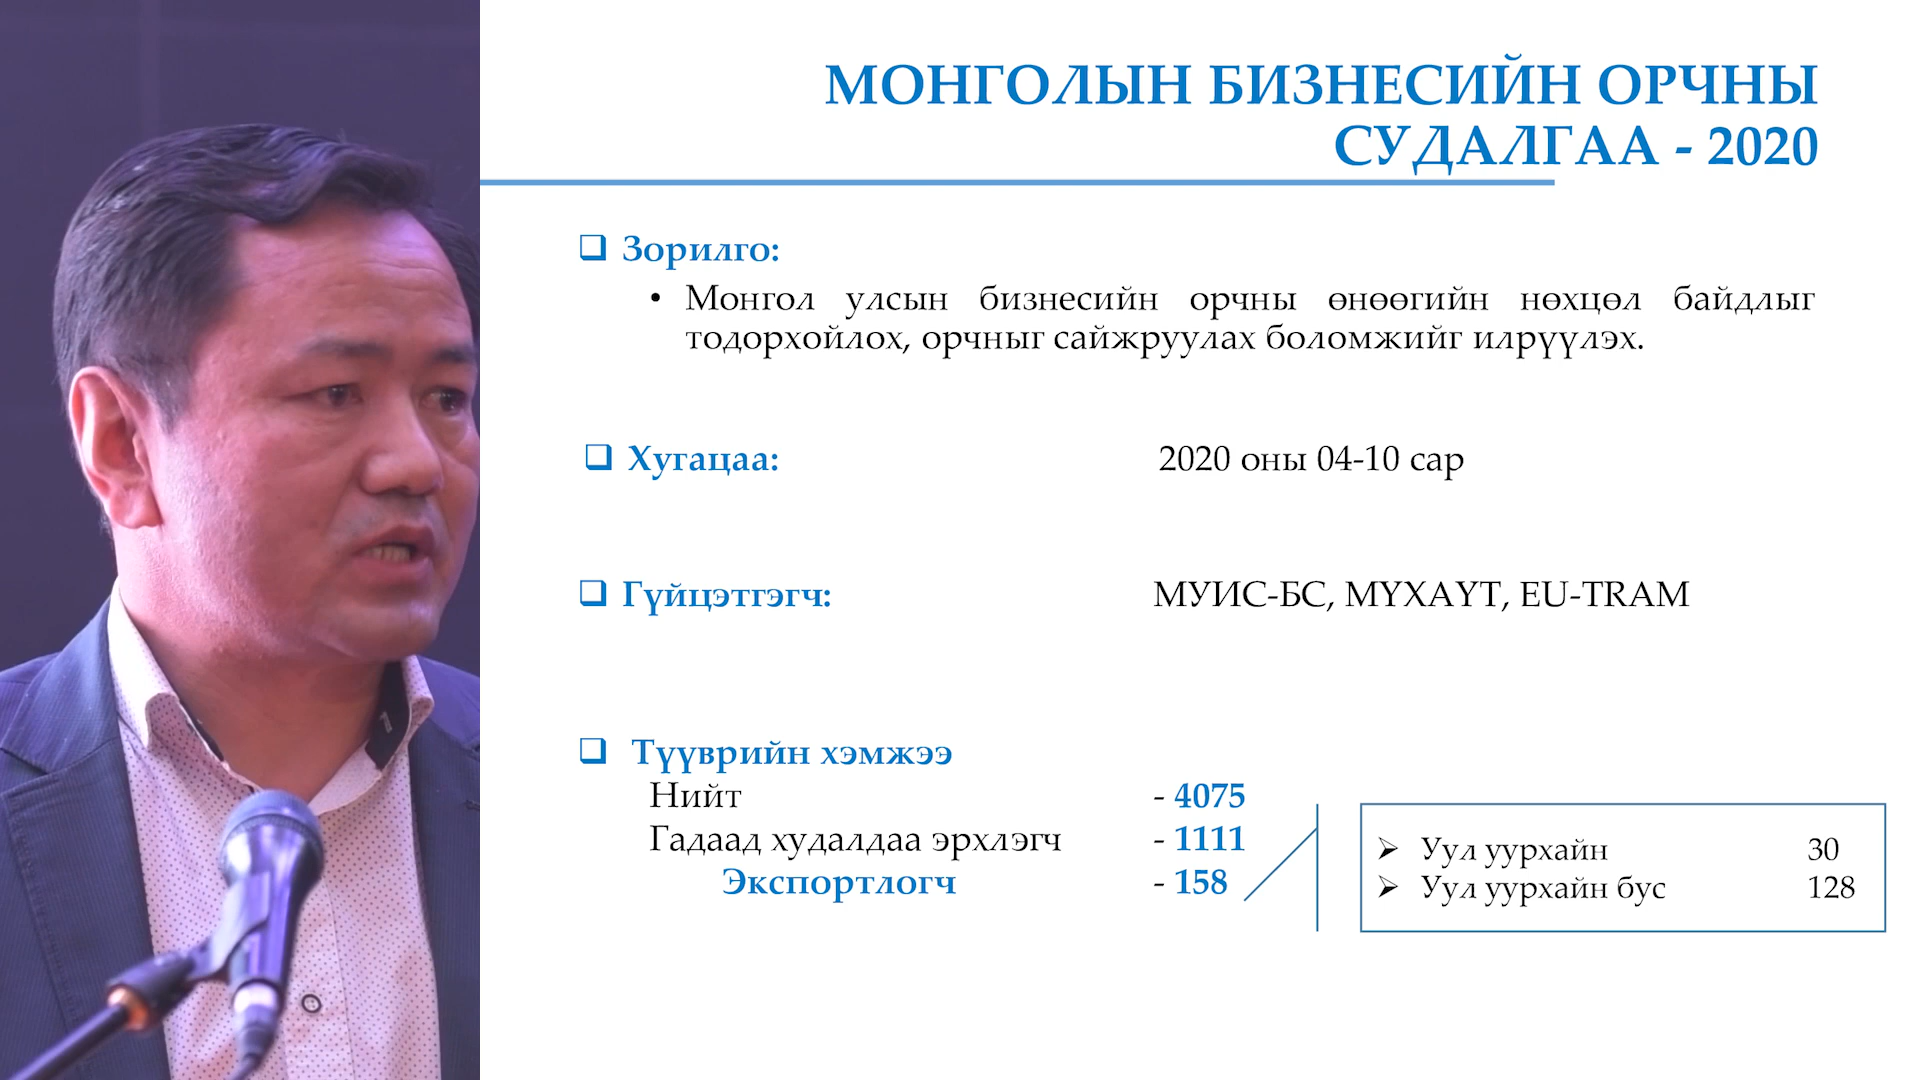 МОНГОЛЫН БИЗНЕСИЙН ОРЧНЫ
СУДАЛГАА - 2020
Зорилго:
• Монгол улсын бизнесийн орчны өнөөгийн нөхцөл байдлыг
тодорхойлох, орчныг сайжруулах боломжийг илрүүлэх.
Хугацаа: 2020 оны 04-10 сар
Гүйцэтгэгч: МУИС-БС, МҮХАҮТ, EU-TRAM
Түүврийн хэмжээ
Нийт - 4075
Гадаад худалдаа эрхлэгч - 1111
Экспортлогч - 158
Уул уурхайн 30
Уул уурхайн бус 128